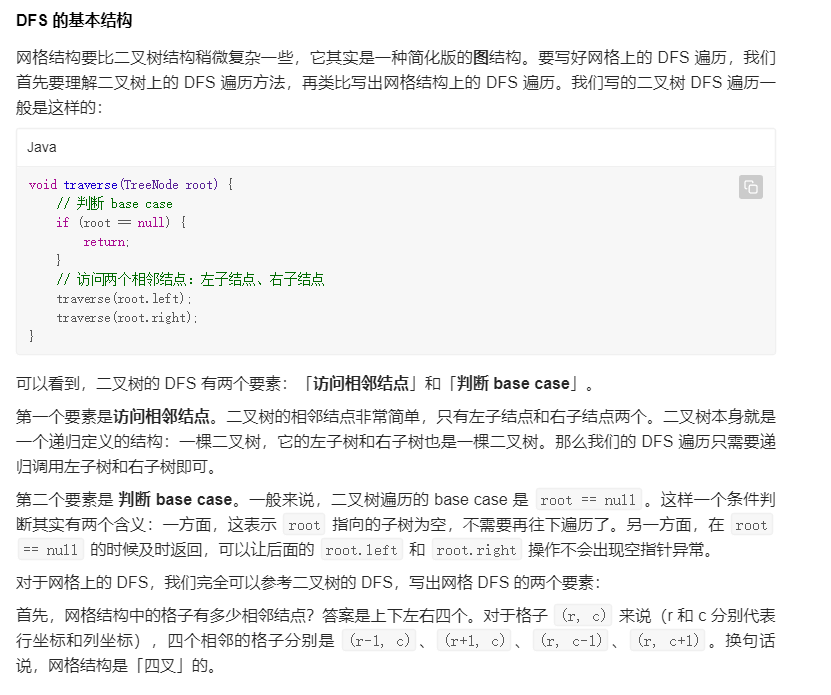 DFS 的基本结构
网格结构要比二叉树结构稍微复杂一些，它其实是一种简化版的图结构。要写好网格上的 DFS 遍历，我们
首先要理解二叉树上的 DFS 遍历方法，再类比写出网格结构上的 DFS 遍历。我们写的二叉树 DFS 遍历一
般是这样的：
Java
void traverse(TreeNode root) {
    // 判断 base case
    if (root == null) {
        return;
    }
    // 访问两个相邻结点：左子结点、右子结点
    traverse(root.left);
    traverse(root.right);
}
可以看到，二叉树的 DFS 有两个要素：「访问相邻结点」和「判断 base case」。
第一个要素是访问相邻结点。二叉树的相邻结点非常简单，只有左子结点和右子结点两个。二叉树本身就是
一个递归定义的结构：一棵二叉树，它的左子树和右子树也是一棵二叉树。那么我们的 DFS 遍历只需要递
归调用左子树和右子树即可。
第二个要素是 判断 base case。一般来说，二叉树遍历的 base case 是 root == null 。这样一个条件判
断其实有两个含义：一方面，这表示 root 指向的子树为空，不需要再往下遍历了。另一方面，在 root
== null 的时候及时返回，可以让后面的 root.left 和 root.right 操作不会出现空指针异常。
对于网格上的 DFS，我们完全可以参考二叉树的 DFS，写出网格 DFS 的两个要素：
首先，网格结构中的格子有多少相邻结点？答案是上下左右四个。对于格子 (r, c) 来说（r 和 c 分别代表
行坐标和列坐标），四个相邻的格子分别是 (r-1, c) 、 (r+1, c) 、 (r, c-1) 、 (r, c+1) 。换句话
说，网格结构是「四叉」的。